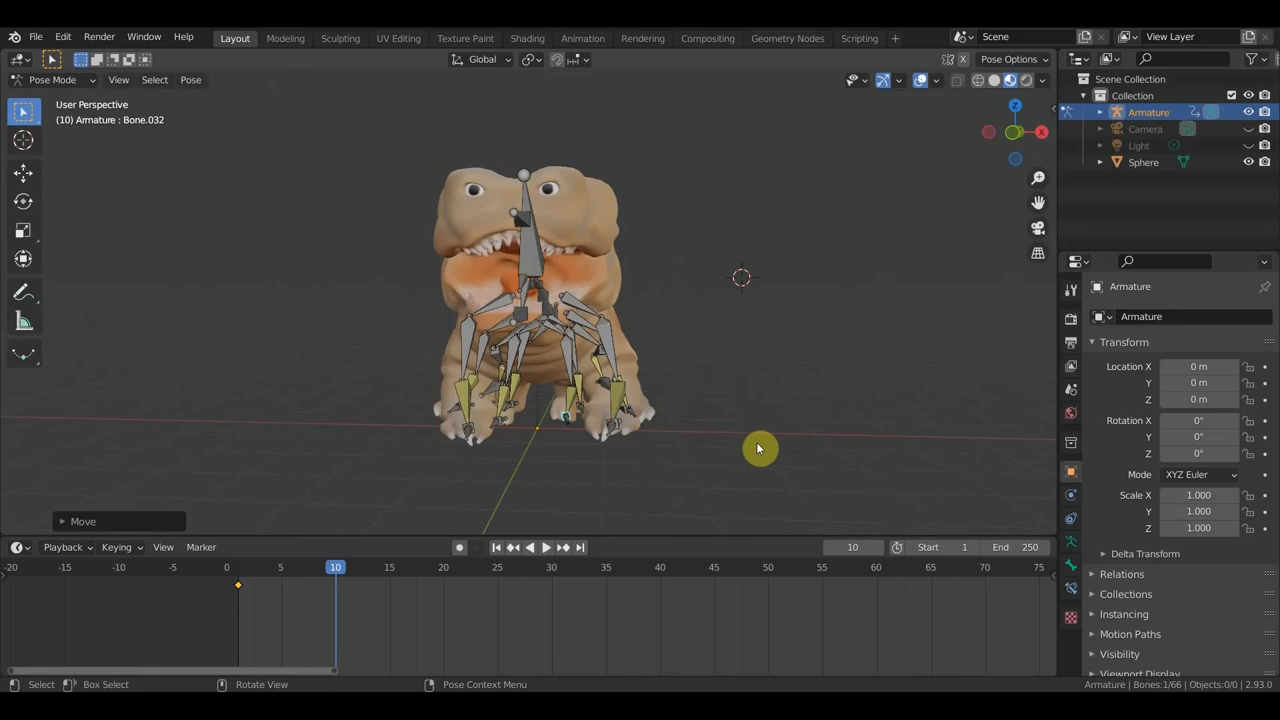 File Edit Render Window Help Layout Modeling Sculpting UV Editing Texture Paint Shading Animation Rendering Compositing Geometry Nodes Scripting + Scene View Layer
Global X Pose Options
Pose Mode View Select Pose
User Perspective
(10) Armature : Bone.032
Z
X
Move
Scene Collection
Collection
Armature
Camera
Light
Sphere
Armature
Armature
Transform
Location X 0 m
Y 0 m
Z 0 m
Rotation X 0°
Y 0°
Z 0°
Mode XYZ Euler
Scale X 1.000
Y 1.000
Z 1.000
Delta Transform
Relations
Collections
Instancing
Motion Paths
Visibility
Viewport Display
Playback Keying View Marker 10 Start 1 End 250
-20 -15 -10 -5 0 5 10 15 20 25 30 35 40 45 50 55 60 65 70 75
Select Box Select Rotate View Pose Context Menu Armature | Bones:1/66 | Objects:0/0 | 2.93.0